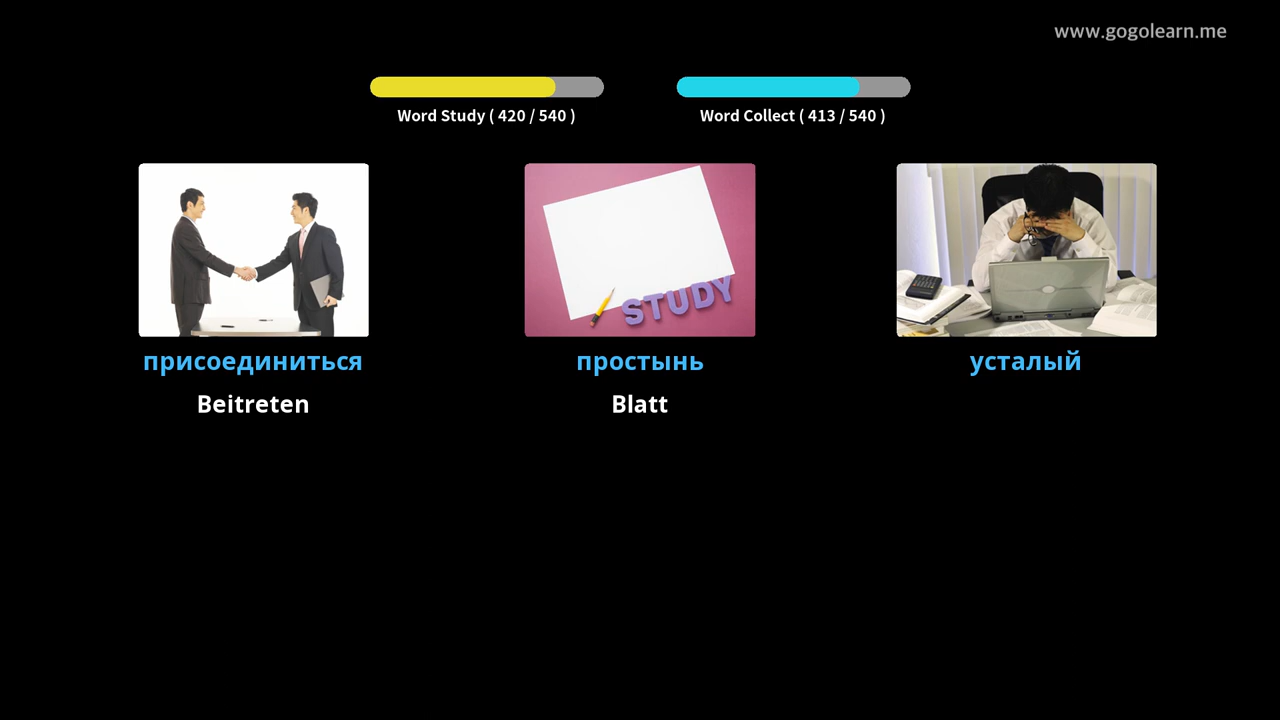 www.gogolearn.me
Word Study ( 420 / 540 )
Word Collect ( 413 / 540 )
STUDY
присоединиться
простынь
усталый
Beitreten
Blatt